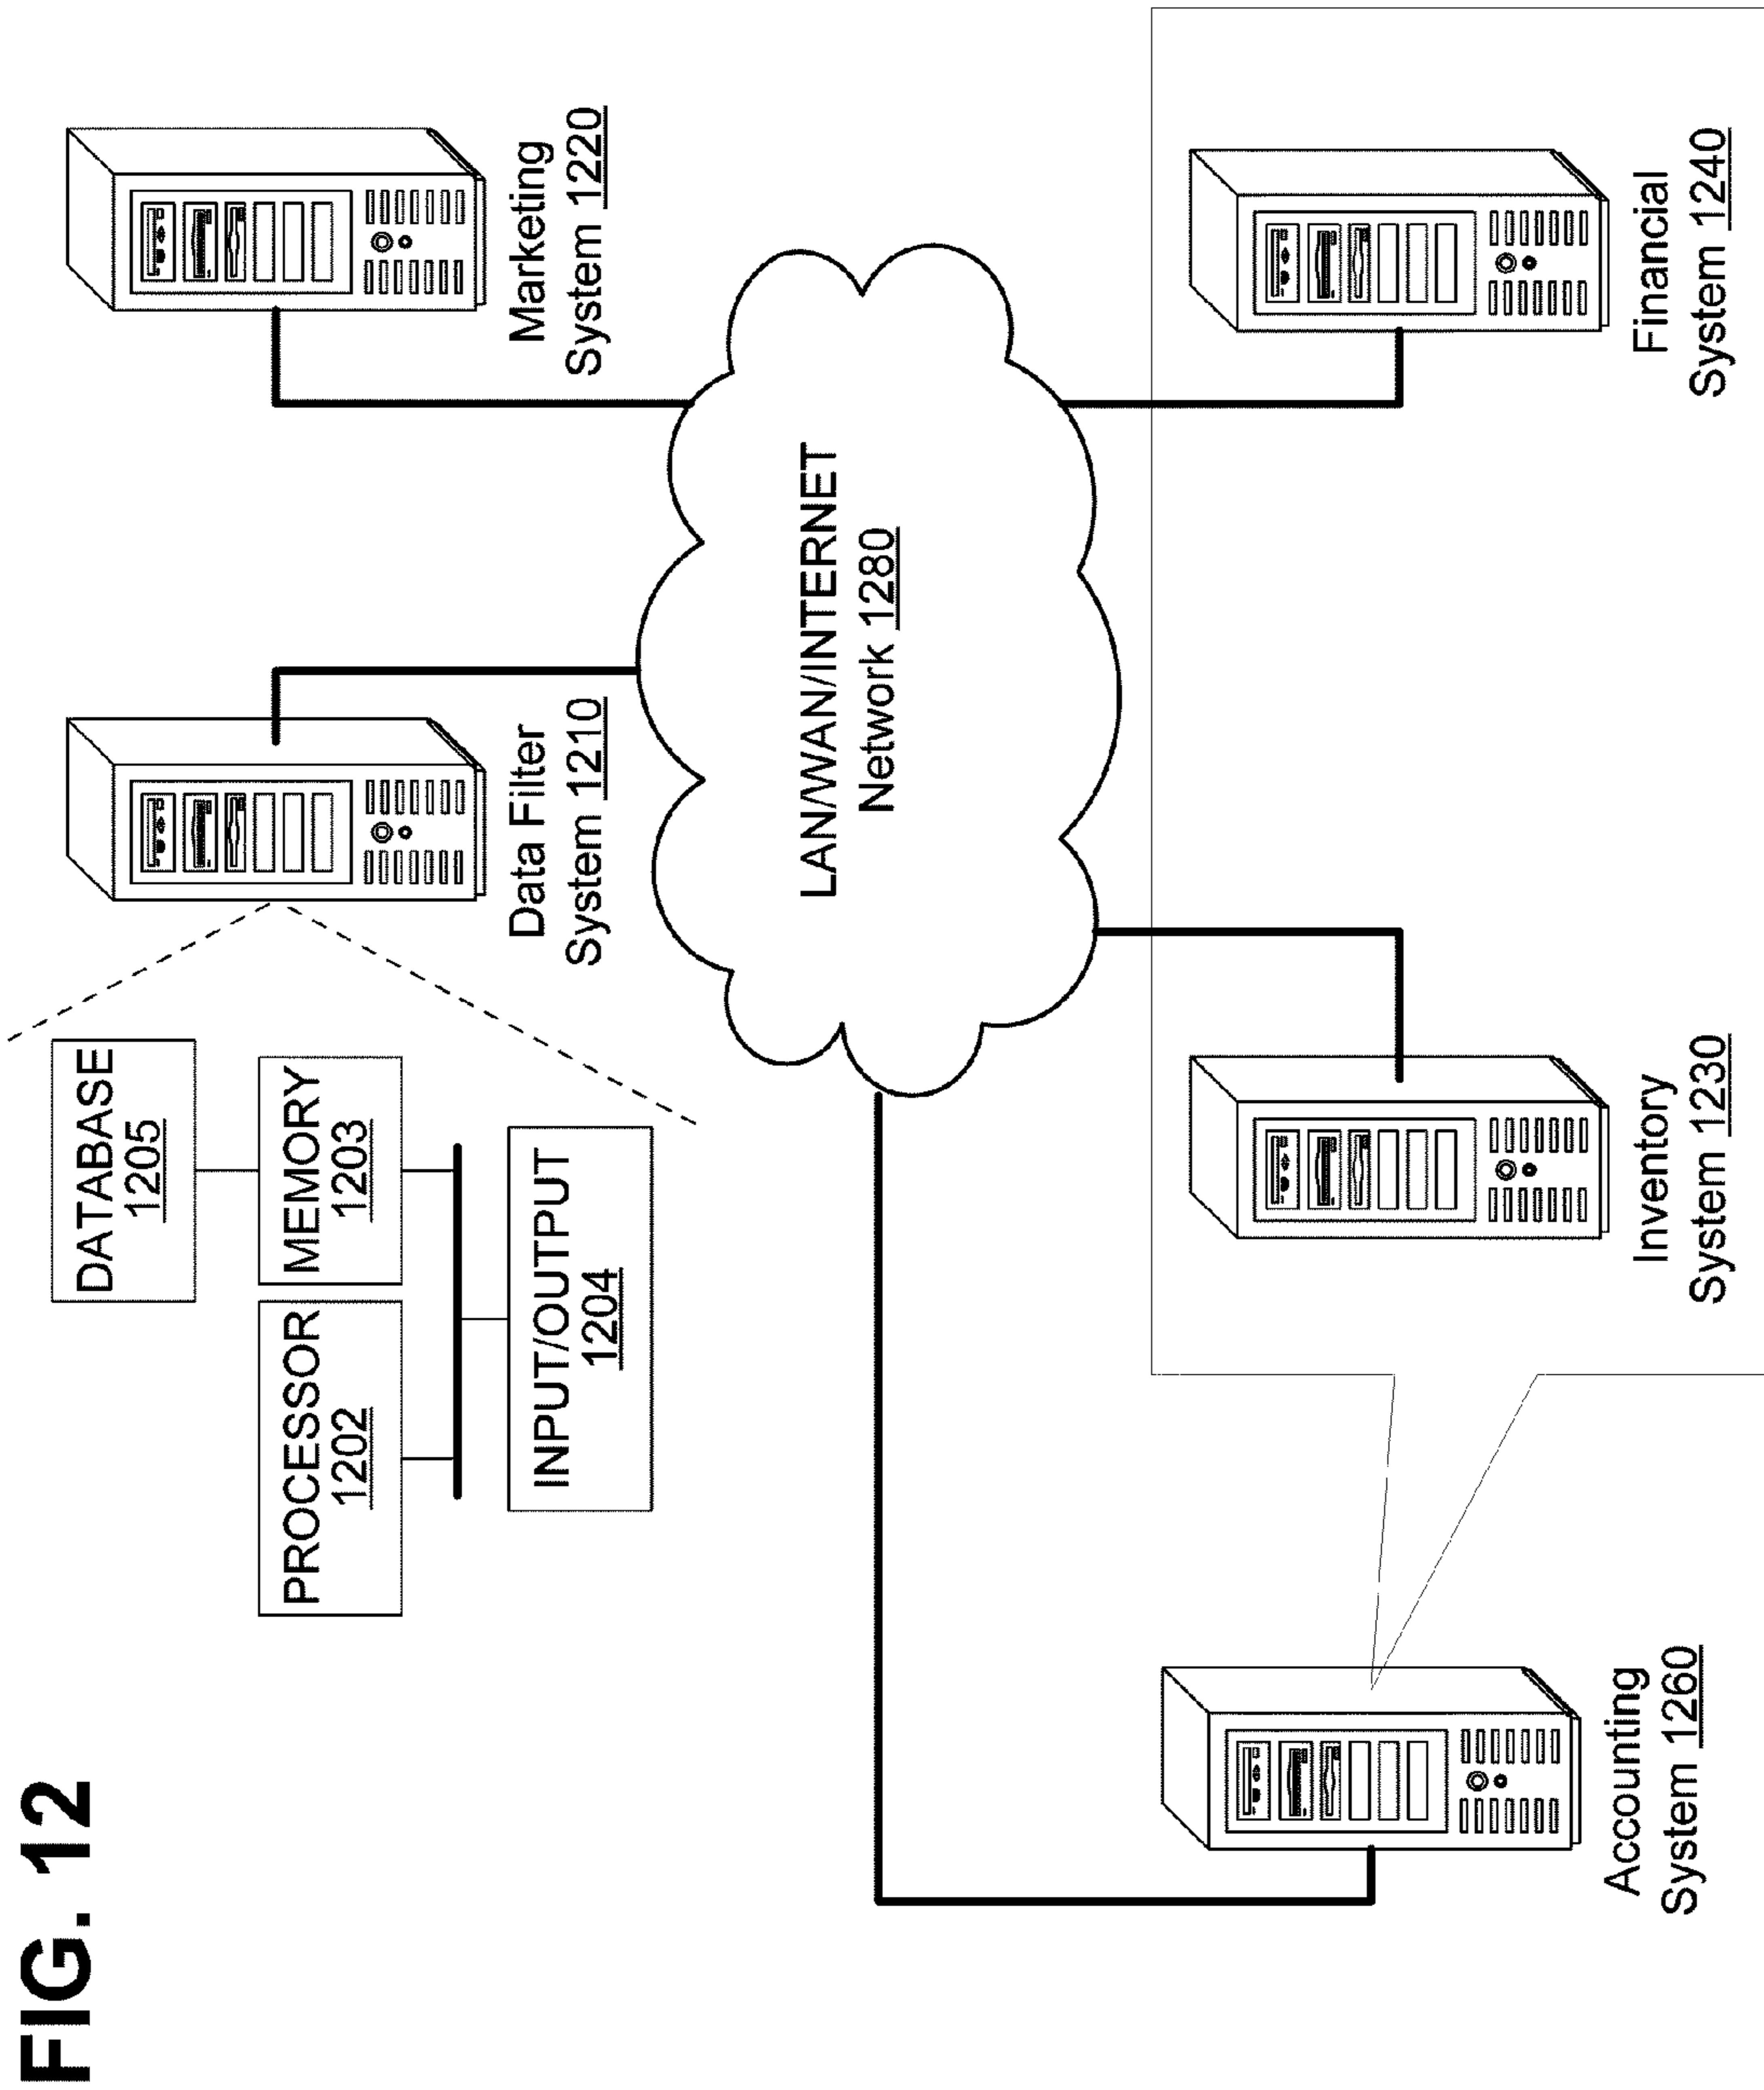 FIG. 12
DATABASE
1205
PROCESSOR
1202
MEMORY
1203
INPUT/OUTPUT
1204
Data Filter
System 1210
Marketing
System 1220
LAN/WAN/INTERNET
Network 1280
Accounting
System 1260
Inventory
System 1230
Financial
System 1240